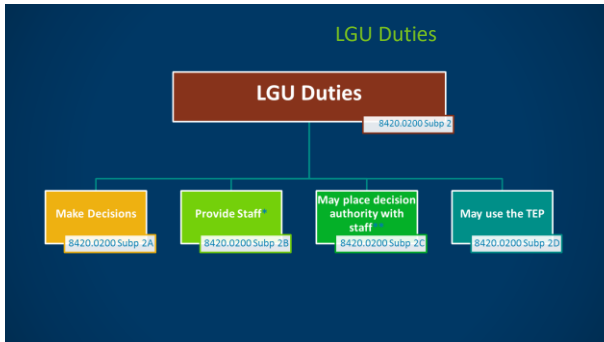 LGU Duties
LGU Duties
8420.0200 Subp 2
Make Decisions
8420.0200 Subp 2A
Provide Staff*
8420.0200 Subp 2B
May place decision
authority with
staff
8420.0200 Subp 2C
May use the TEP
8420.0200 Subp 2D